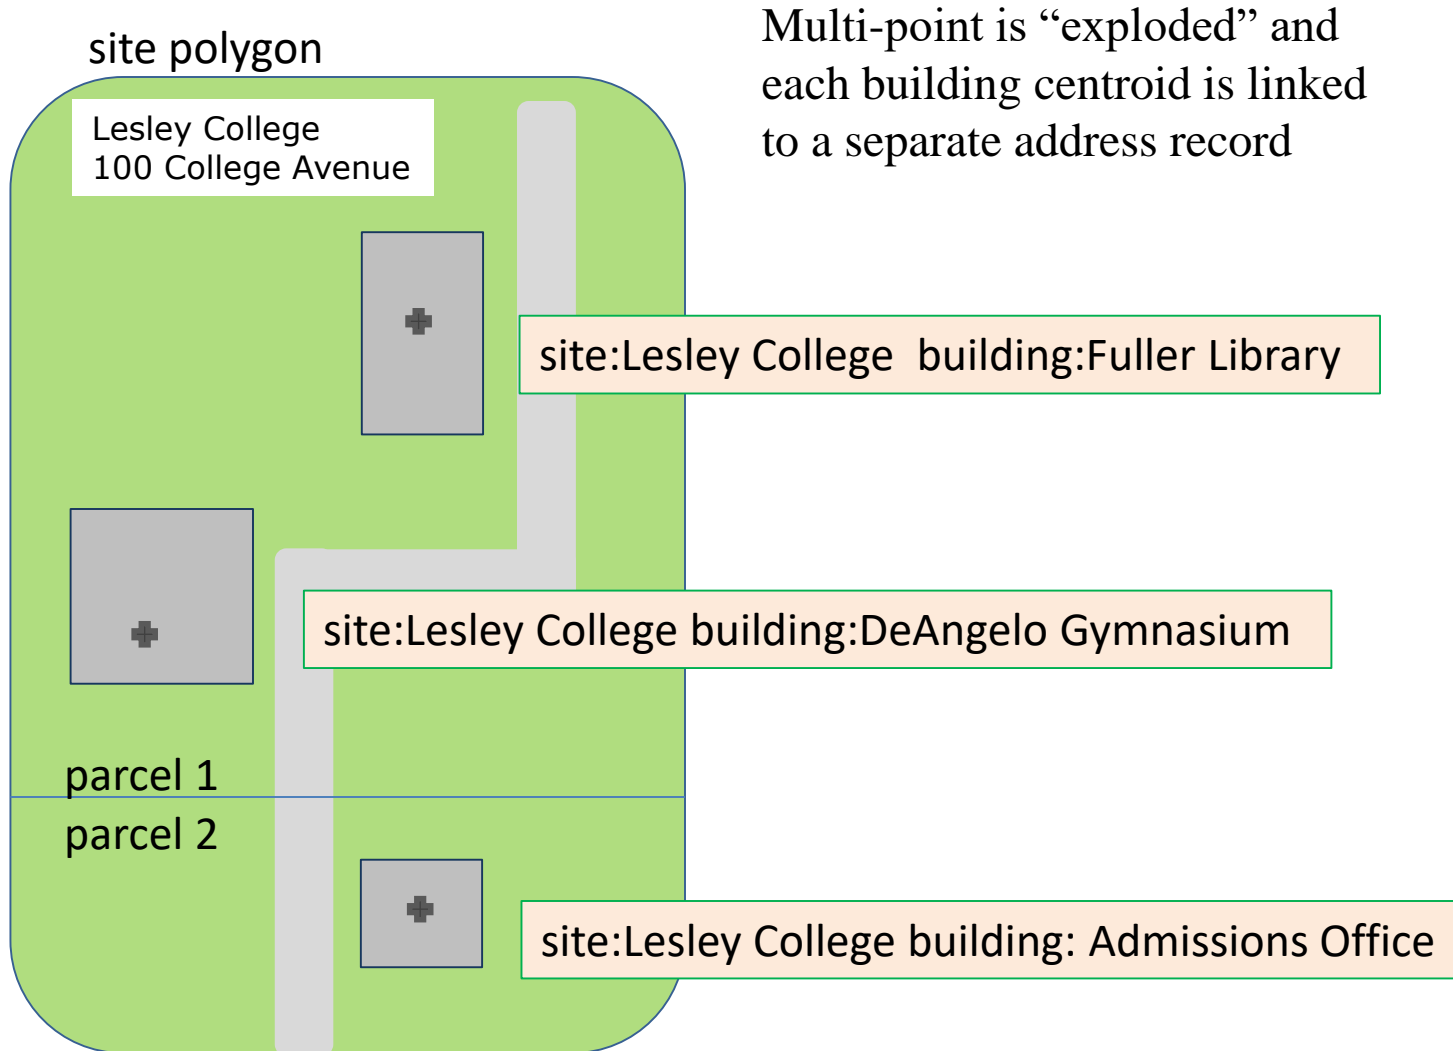 site polygon
Multi-point is “exploded” and
each building centroid is linked
to a separate address record
Lesley College
100 College Avenue
site:Lesley College  building:Fuller Library
site:Lesley College building:DeAngelo Gymnasium
parcel 1
parcel 2
site:Lesley College building: Admissions Office